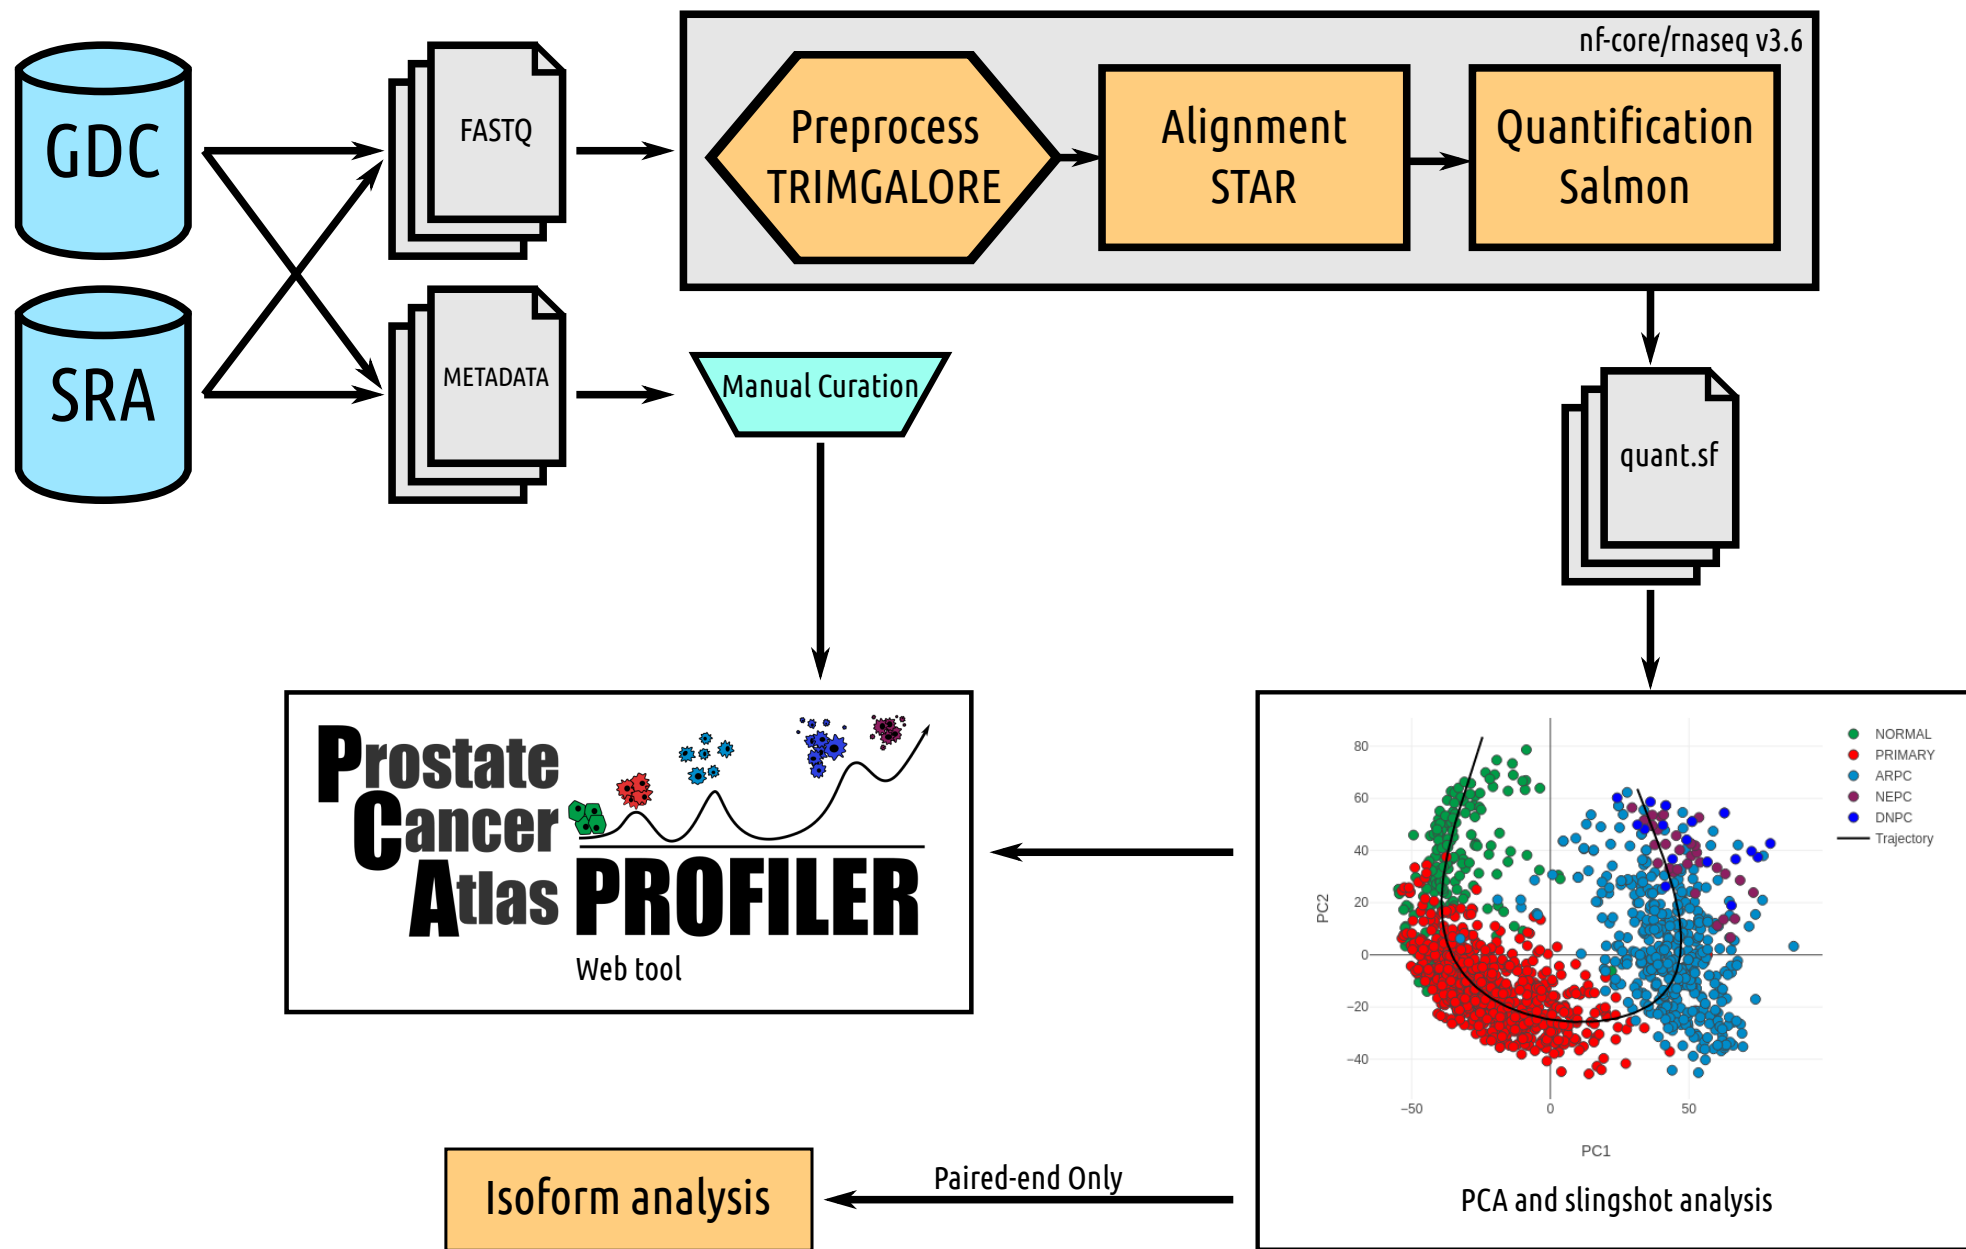 GDC
SRA
FASTQ
METADATA
nf-core/rnaseq v3.6
Preprocess
TRIMGALORE
Alignment
STAR
Quantification
Salmon
Manual Curation
quant.sf
Prostate
Cancer
Atlas
PROFILER
Web tool
80
60
40
20
0
−20
−40
−50
0
50
PC2
PC1
NORMAL
PRIMARY
ARPC
NEPC
DNPC
Trajectory
PCA and slingshot analysis
Paired-end Only
Isoform analysis